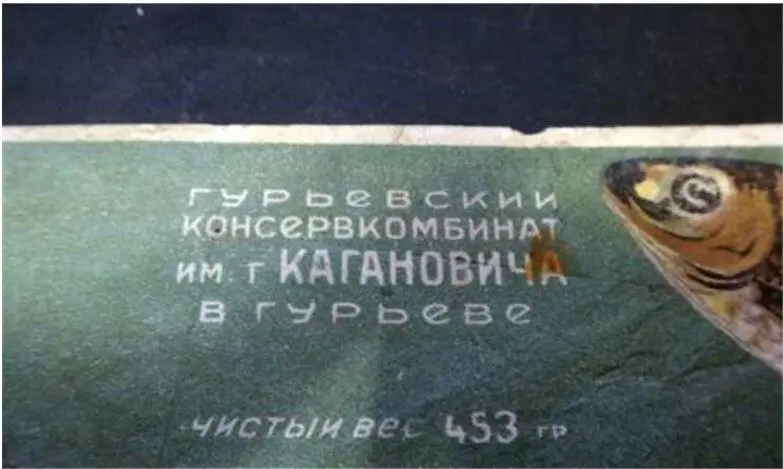 ГУРЬЕВСКИЙ
КОНСЕРВКОМБИНАТ
ИМ. Т КАГАНОВИЧА
В ГУРЬЕВЕ
ЧИСТЫЙ ВЕС 453 ГР